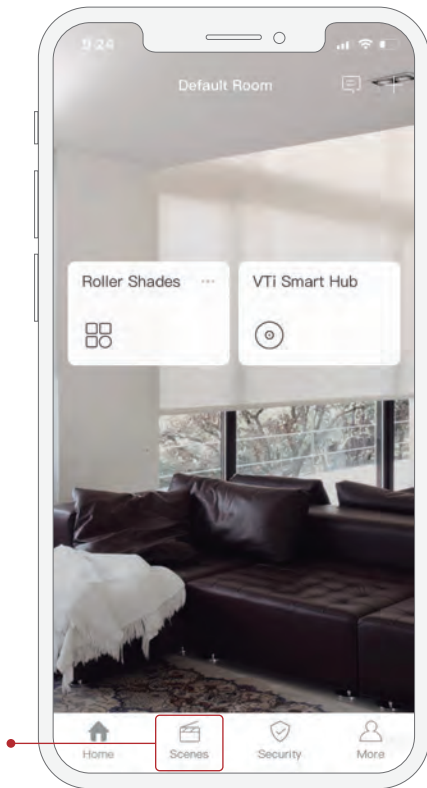 9:24
Default Room
Roller Shades
VTi Smart Hub
Home Scenes Security More